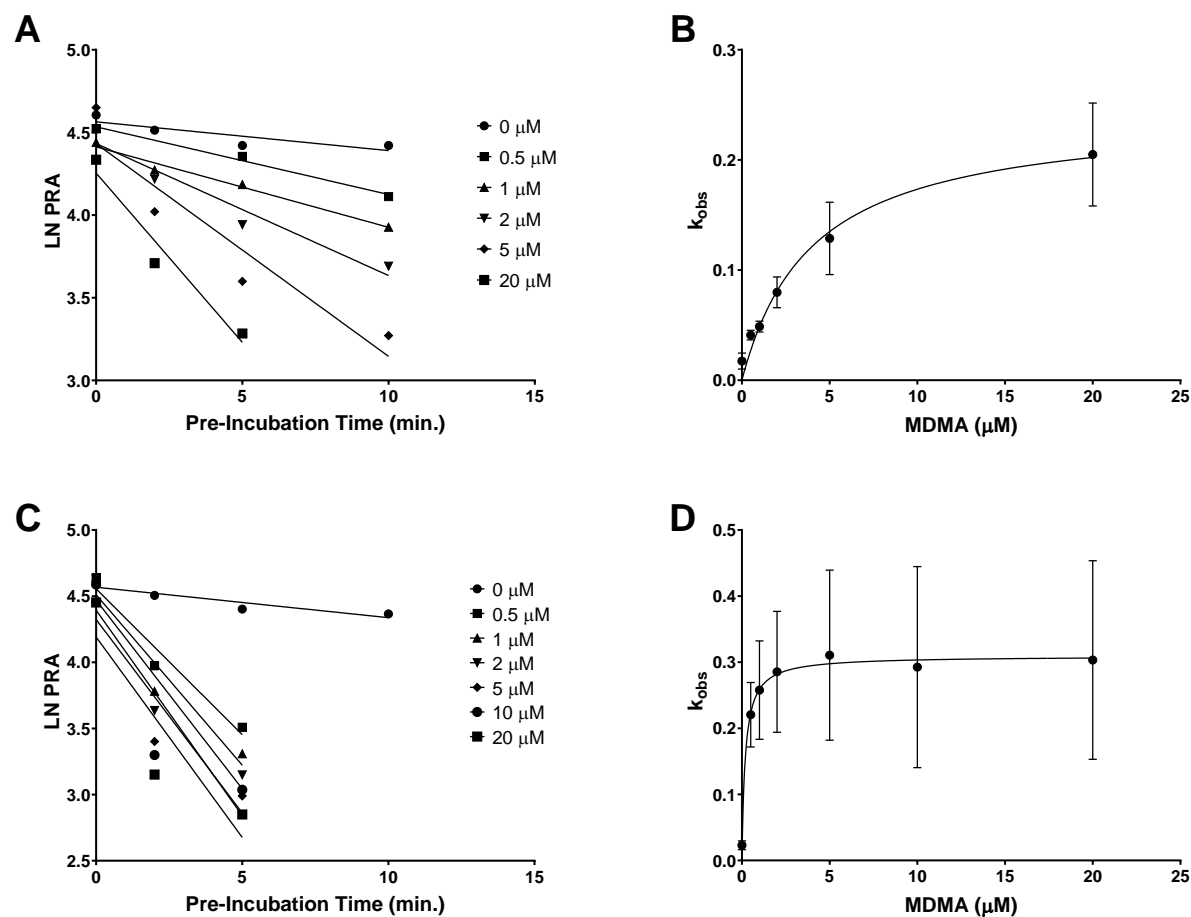 A
5.0
4.5
4.0
3.5
3.0
LN PRA
0 5 10 15
Pre-Incubation Time (min.)
0 μM
0.5 μM
1 μM
2 μM
5 μM
20 μM
B
0.3
0.2
0.1
0.0
kobs
0 5 10 15 20 25
MDMA (μM)
C
5.0
4.5
4.0
3.5
3.0
2.5
LN PRA
0 5 10 15
Pre-Incubation Time (min.)
0 μM
0.5 μM
1 μM
2 μM
5 μM
10 μM
20 μM
D
0.5
0.4
0.3
0.2
0.1
0.0
kobs
0 5 10 15 20 25
MDMA (μM)